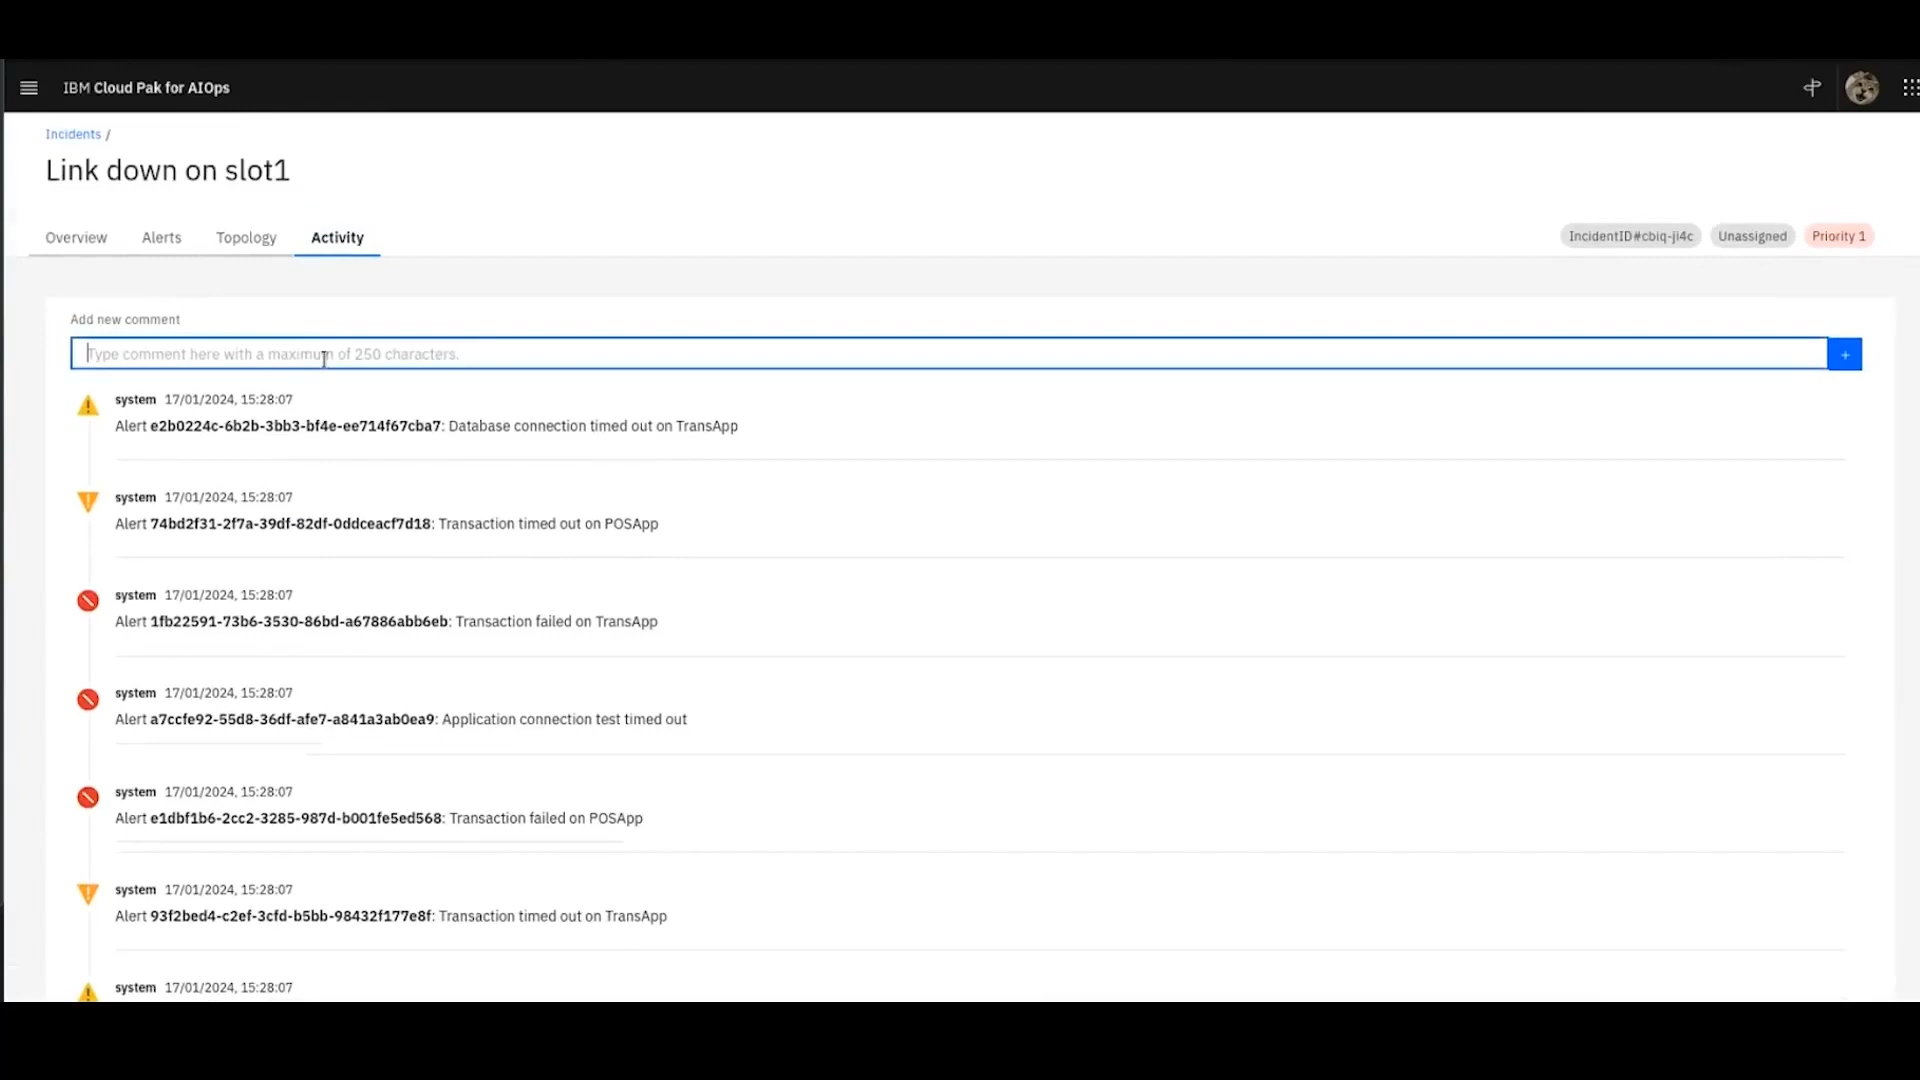 IBM Cloud Pak for AIOps
Incidents /
Link down on slot1
Overview Alerts Topology Activity
IncidentID#cbiq-ji4c Unassigned Priority 1
Add new comment
Type comment here with a maximum of 250 characters.
+
system 17/01/2024, 15:28:07
Alert e2b0224c-6b2b-3bb3-bf4e-ee714f67cba7: Database connection timed out on TransApp
system 17/01/2024, 15:28:07
Alert 74bd2f31-2f7a-39df-82df-0ddceacf7d18: Transaction timed out on POSApp
system 17/01/2024, 15:28:07
Alert 1fb22591-73b6-3530-86bd-a67886abb6eb: Transaction failed on TransApp
system 17/01/2024, 15:28:07
Alert a7ccfe92-55d8-36df-afe7-a841a3ab0ea9: Application connection test timed out
system 17/01/2024, 15:28:07
Alert e1dbf1b6-2cc2-3285-987d-b001fe5ed568: Transaction failed on POSApp
system 17/01/2024, 15:28:07
Alert 93f2bed4-c2ef-3cfd-b5bb-98432f177e8f: Transaction timed out on TransApp
system 17/01/2024, 15:28:07